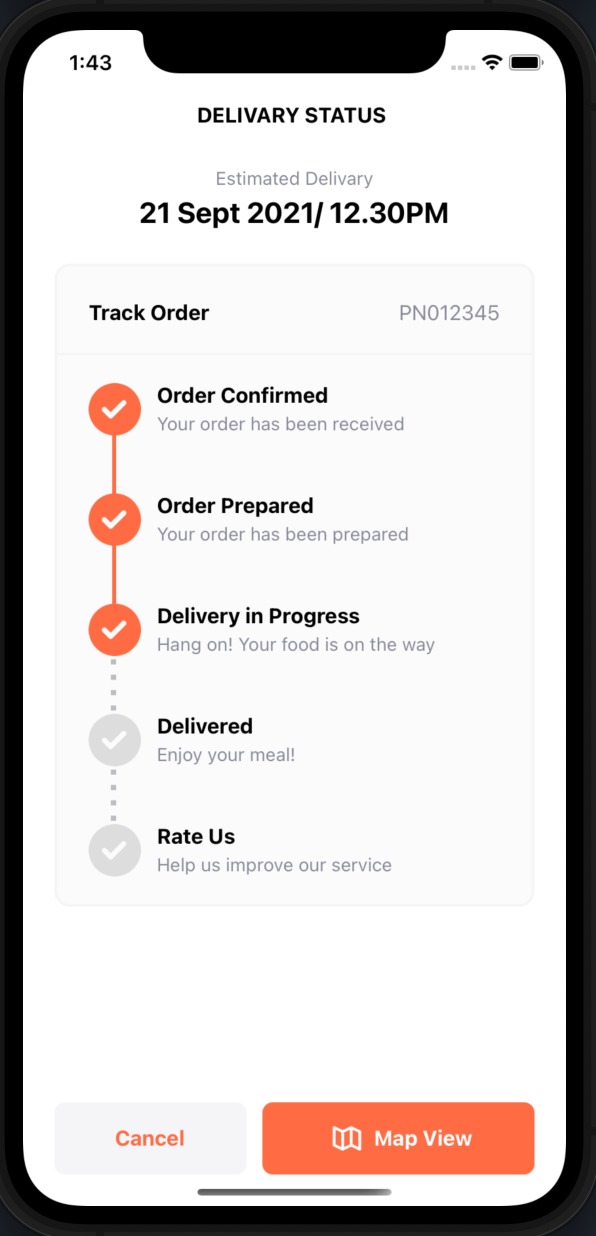 1:43
DELIVARY STATUS
Estimated Delivary
21 Sept 2021/ 12.30PM
Track Order PN012345
Order Confirmed
Your order has been received
Order Prepared
Your order has been prepared
Delivery in Progress
Hang on! Your food is on the way
Delivered
Enjoy your meal!
Rate Us
Help us improve our service
Cancel Map View